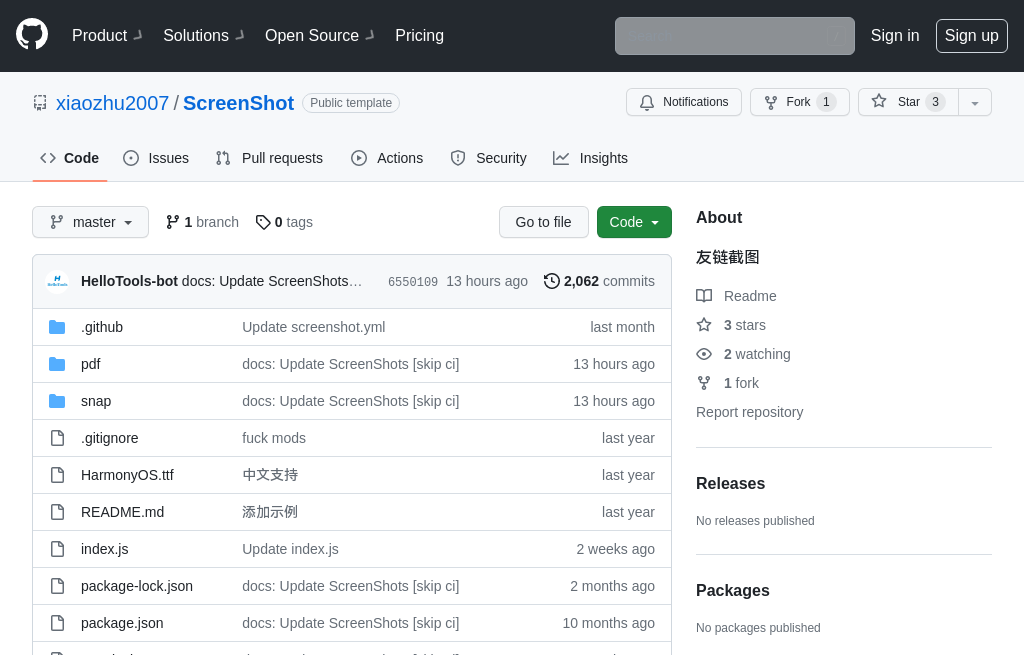 Product Solutions Open Source Pricing Sign in Sign up
xiaozhu2007 / ScreenShot Public template Notifications Fork 1 Star 3
Code Issues Pull requests Actions Security Insights
master 1 branch 0 tags Go to file Code
HelloTools-bot docs: Update ScreenShots… 6550109 13 hours ago 2,062 commits
.github Update screenshot.yml last month
pdf docs: Update ScreenShots [skip ci] 13 hours ago
snap docs: Update ScreenShots [skip ci] 13 hours ago
.gitignore fuck mods last year
HarmonyOS.ttf 中文支持 last year
README.md 添加示例 last year
index.js Update index.js 2 weeks ago
package-lock.json docs: Update ScreenShots [skip ci] 2 months ago
package.json docs: Update ScreenShots [skip ci] 10 months ago
About
友链截图
Readme
3 stars
2 watching
1 fork
Report repository
Releases
No releases published
Packages
No packages published